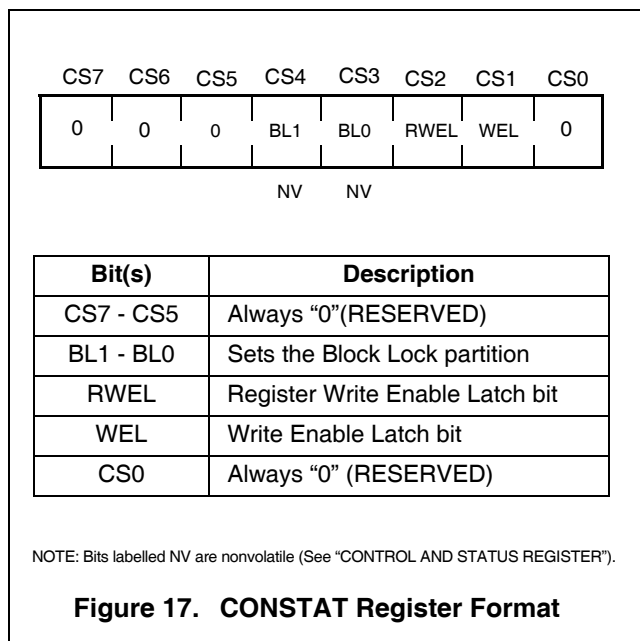 CS7 CS6 CS5 CS4 CS3 CS2 CS1 CS0
0 0 0 BL1 BL0 RWEL WEL 0
NV NV
Bit(s) Description
CS7 - CS5 Always “0”(RESERVED)
BL1 - BL0 Sets the Block Lock partition
RWEL Register Write Enable Latch bit
WEL Write Enable Latch bit
CS0 Always “0” (RESERVED)
NOTE: Bits labelled NV are nonvolatile (See “CONTROL AND STATUS REGISTER”).
Figure 17. CONSTAT Register Format